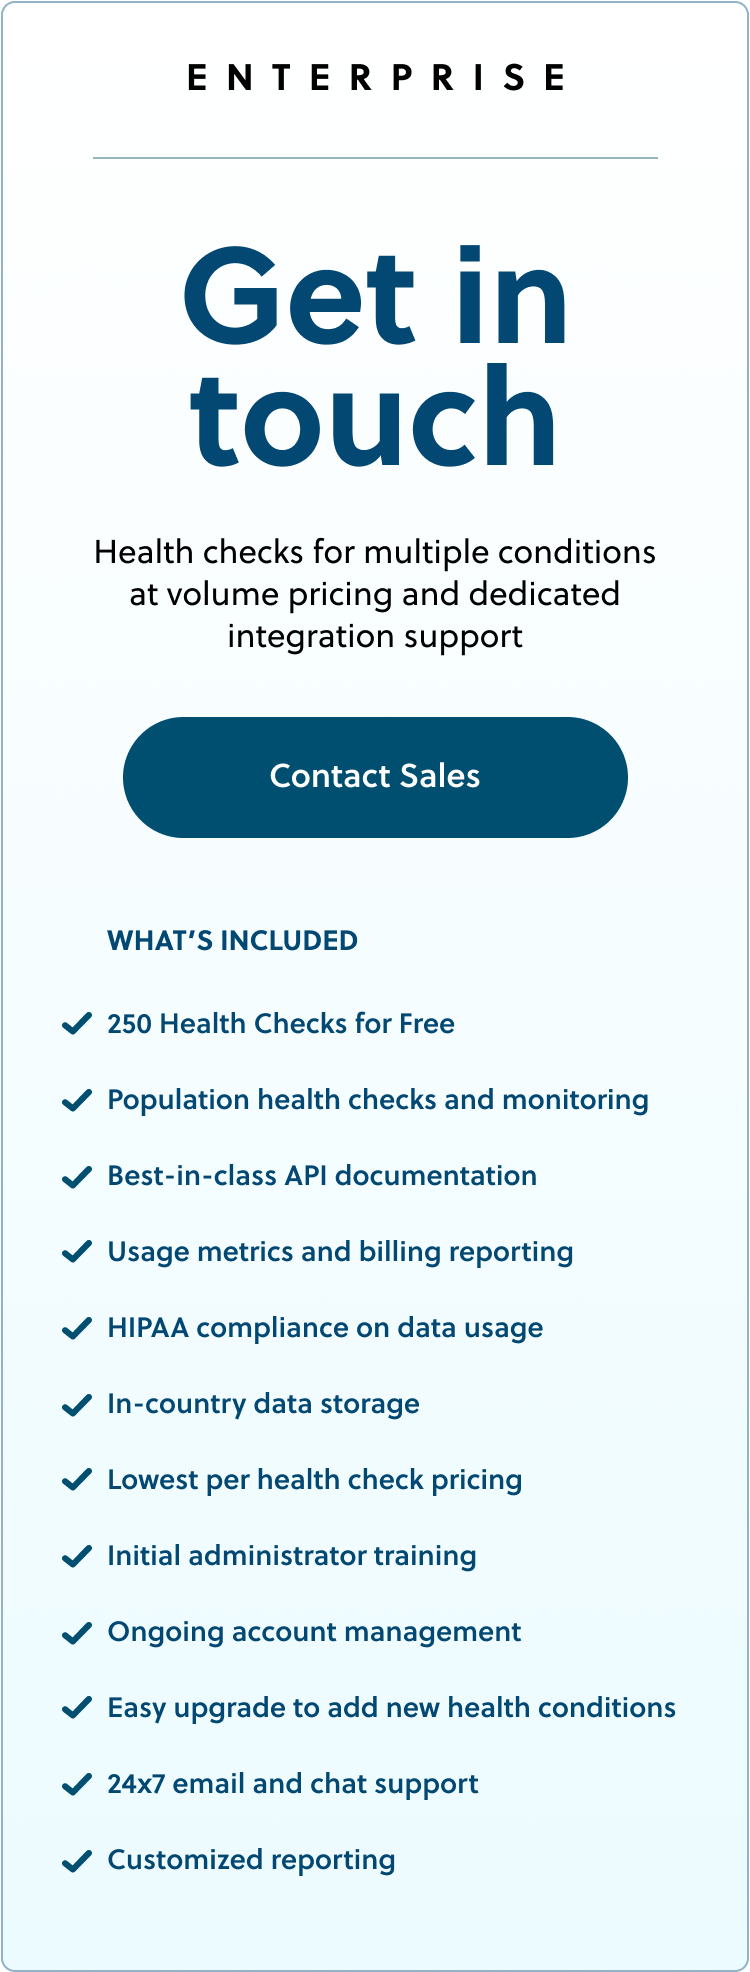 ENTERPRISE
Get in
touch
Health checks for multiple conditions
at volume pricing and dedicated
integration support
Contact Sales
WHAT’S INCLUDED
250 Health Checks for Free
Population health checks and monitoring
Best-in-class API documentation
Usage metrics and billing reporting
HIPAA compliance on data usage
In-country data storage
Lowest per health check pricing
Initial administrator training
Ongoing account management
Easy upgrade to add new health conditions
24x7 email and chat support
Customized reporting